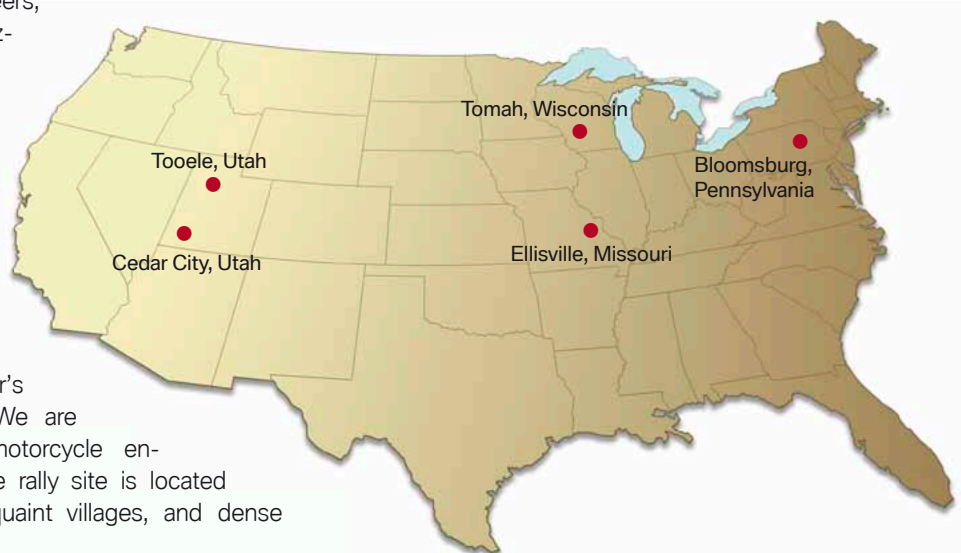 z-
Tomah, Wisconsin
Tooele, Utah
Bloomsburg,
Pennsylvania
Cedar City, Utah
Ellisville, Missouri
r's
We are
motorcycle en-
rally site is located
quaint villages, and dense